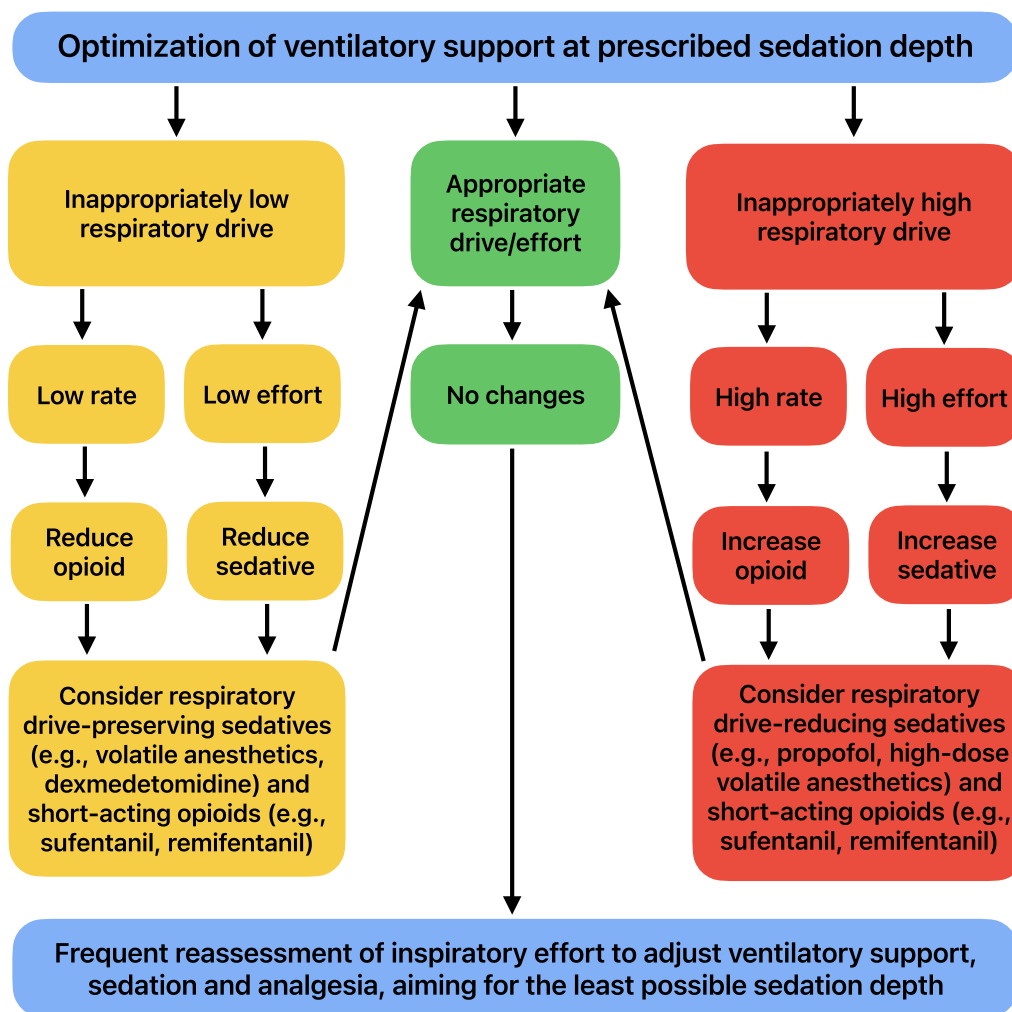 Optimization of ventilatory support at prescribed sedation depth
Inappropriately low
respiratory drive
Appropriate
respiratory
drive/effort
Inappropriately high
respiratory drive
Low rate
Low effort
No changes
High rate
High effort
Reduce
opioid
Reduce
sedative
Increase
opioid
Increase
sedative
Consider respiratory
drive-preserving sedatives
(e.g., volatile anesthetics,
dexmedetomidine) and
short-acting opioids (e.g.,
sufentanil, remifentanil)
Consider respiratory
drive-reducing sedatives
(e.g., propofol, high-dose
volatile anesthetics) and
short-acting opioids (e.g.,
sufentanil, remifentanil)
Frequent reassessment of inspiratory effort to adjust ventilatory support,
sedation and analgesia, aiming for the least possible sedation depth